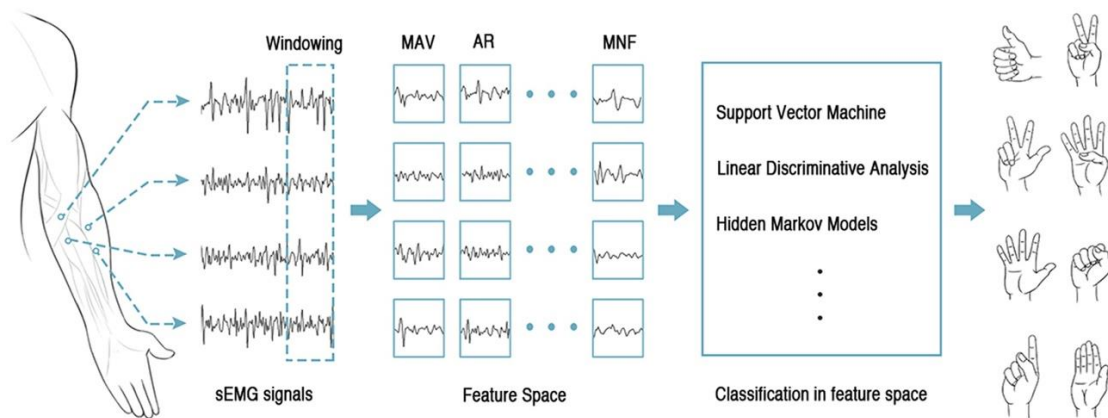 Windowing
MAV AR MNF
Support Vector Machine
Linear Discriminative Analysis
Hidden Markov Models
sEMG signals
Feature Space
Classification in feature space